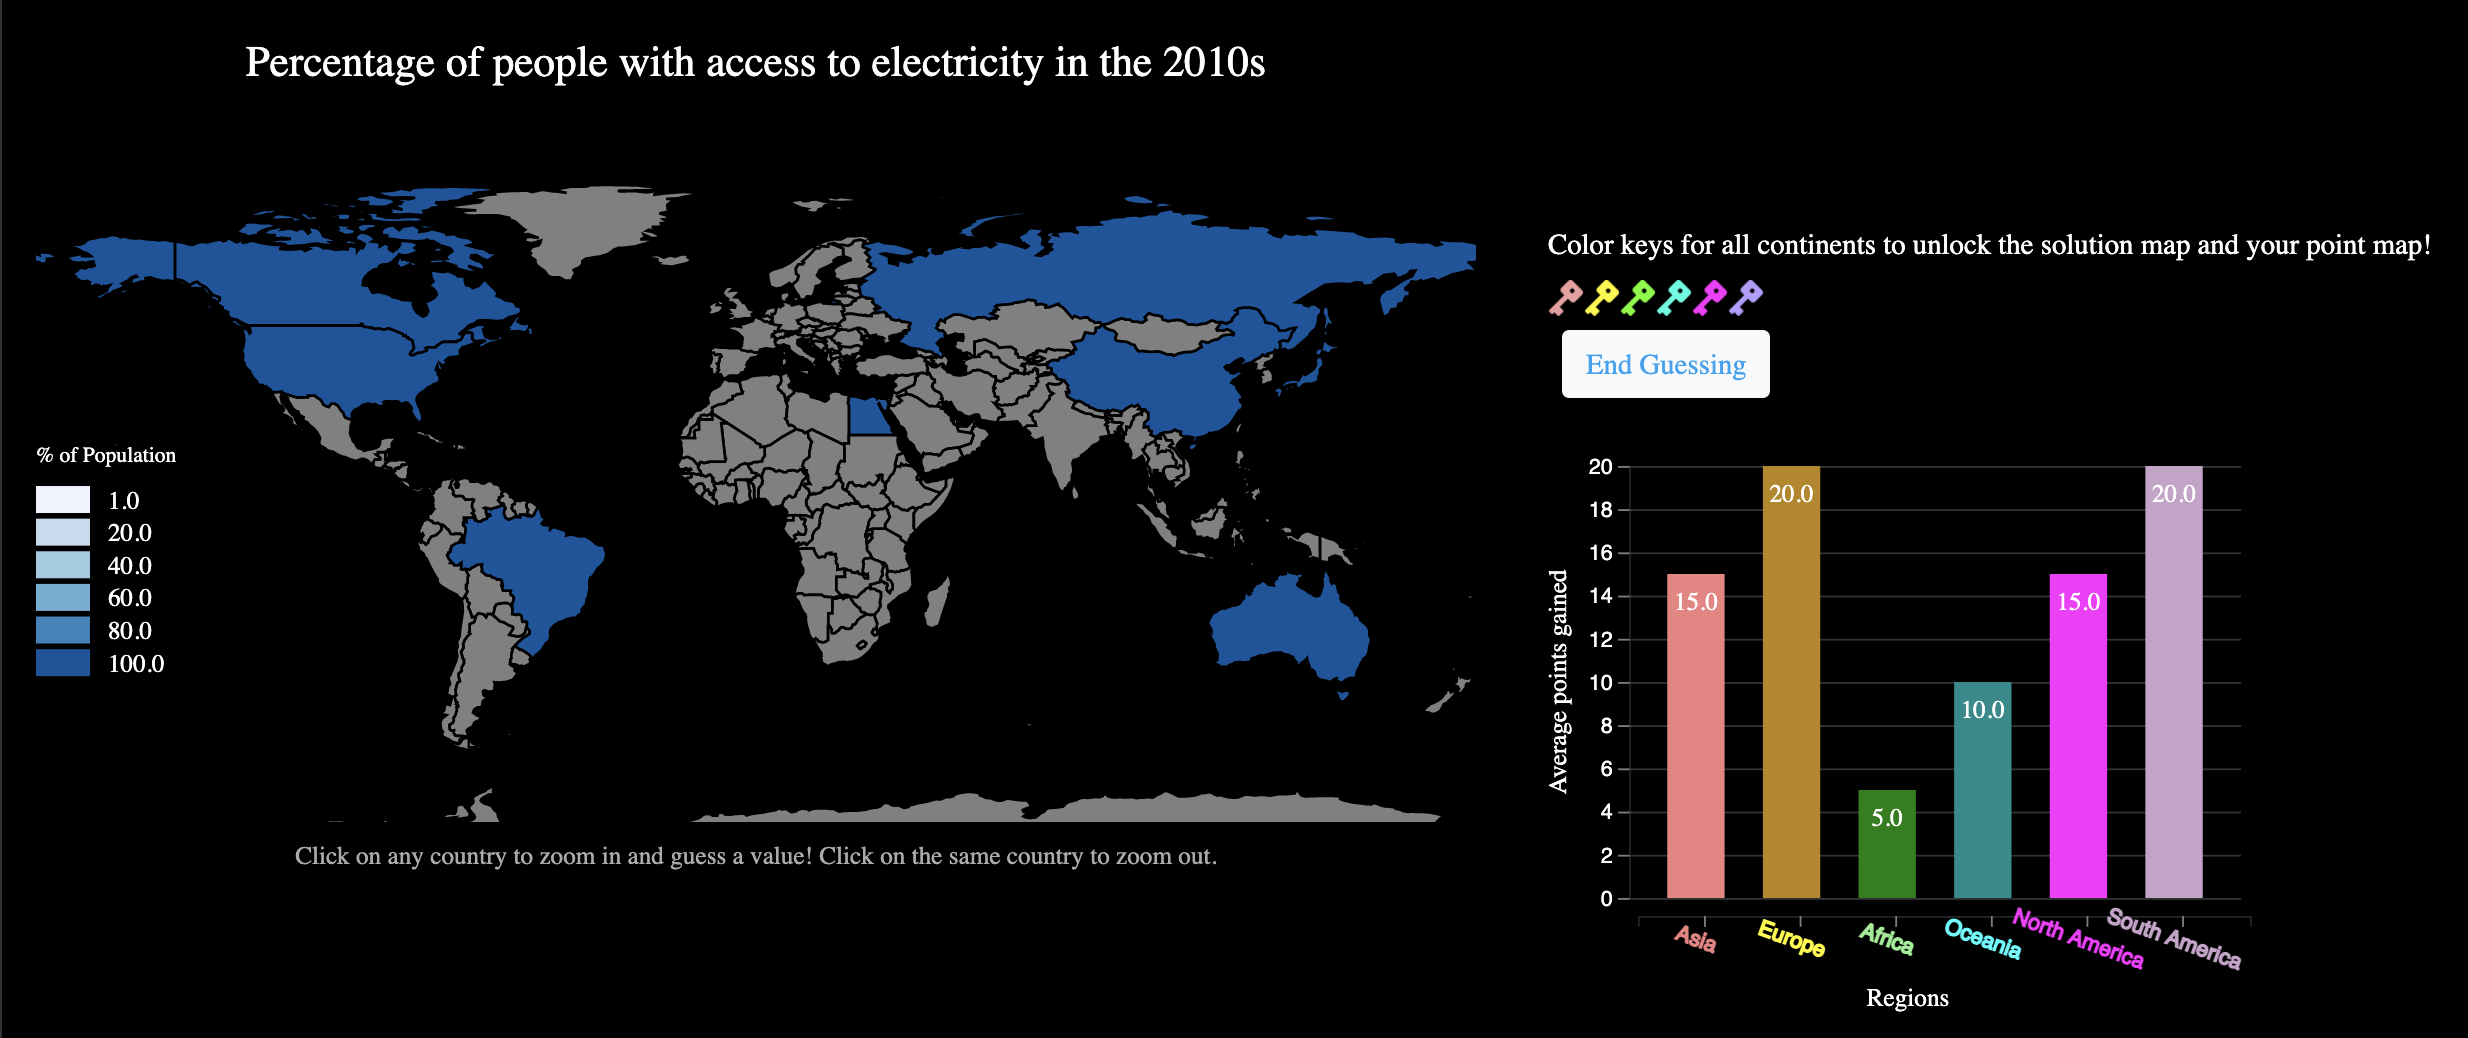 Percentage of people with access to electricity in the 2010s
% of Population
1.0
20.0
40.0
60.0
80.0
100.0
Click on any country to zoom in and guess a value! Click on the same country to zoom out.
Color keys for all continents to unlock the solution map and your point map!
End Guessing
Average points gained
20
18
16
14
12
10
8
6
4
2
0
15.0
20.0
5.0
10.0
15.0
20.0
Asia
Europe
Africa
Oceania
North America
South America
Regions